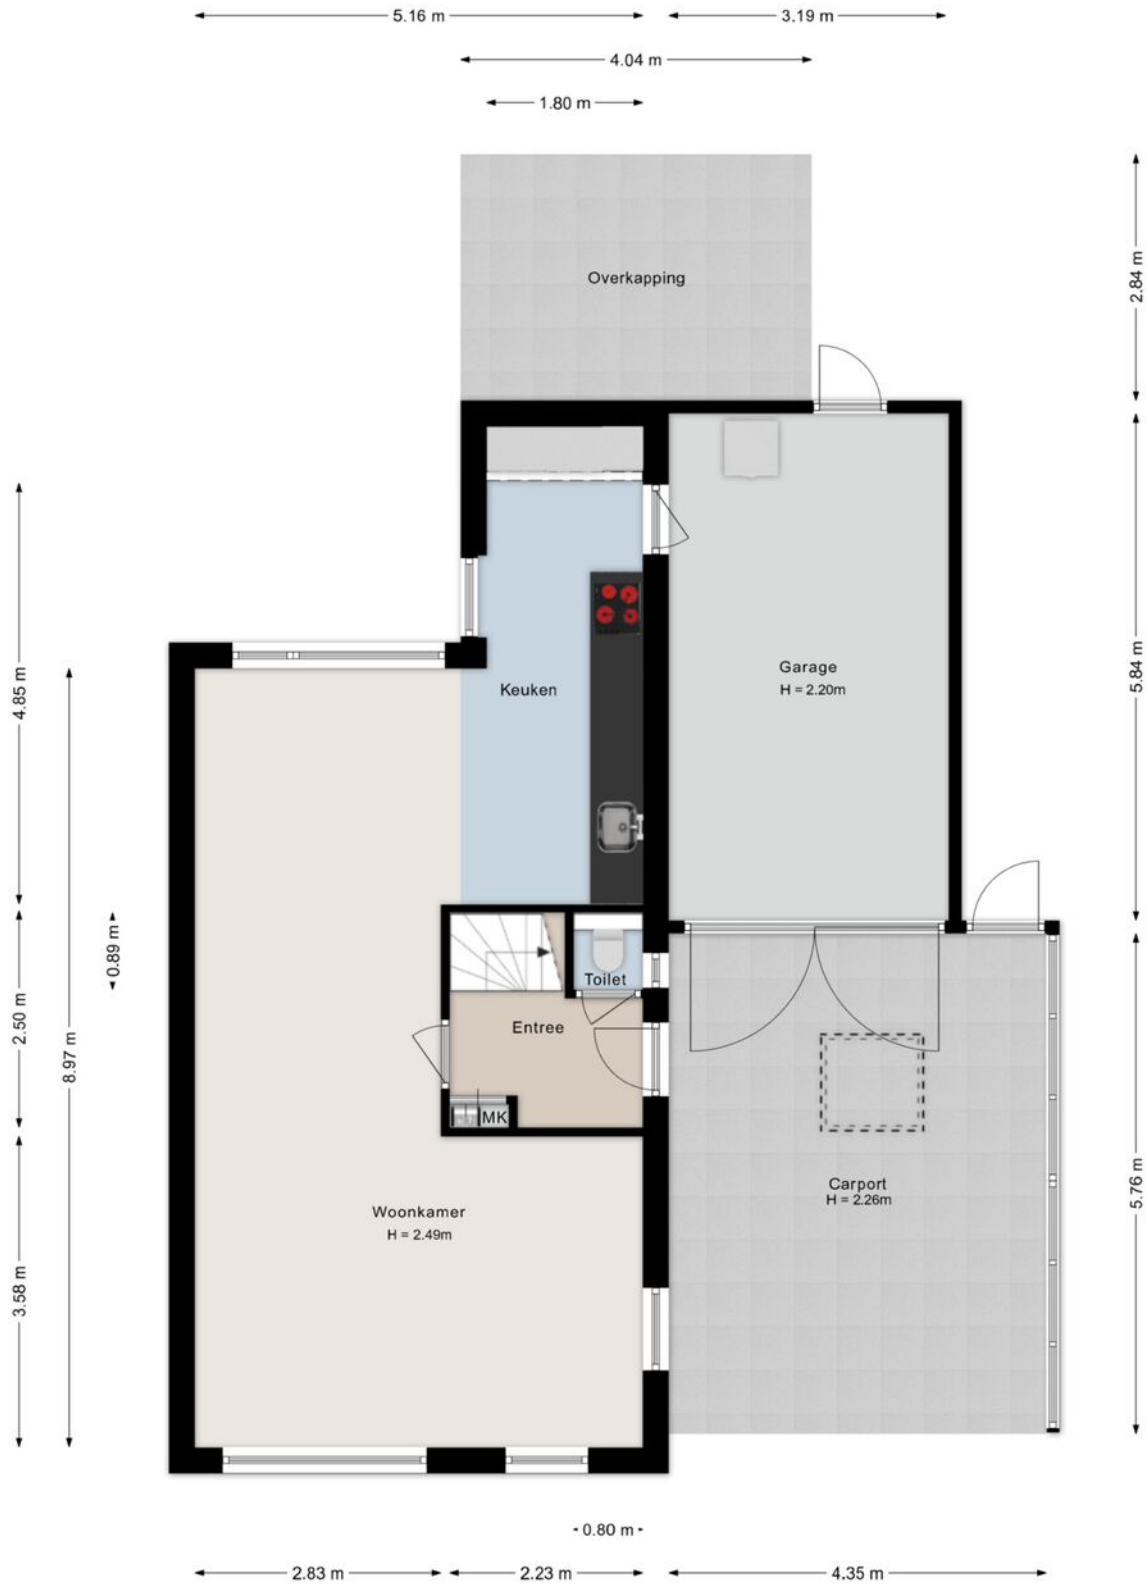 5.16 m
3.19 m
4.04 m
1.80 m
2.84 m
Overkapping
Garage
H = 2.20m
5.84 m
4.85 m
Keuken
0.89 m
2.50 m
8.97 m
Toilet
Entree
MK
Carport
H = 2.26m
5.76 m
Woonkamer
H = 2.49m
3.58 m
0.80 m
2.83 m
2.23 m
4.35 m